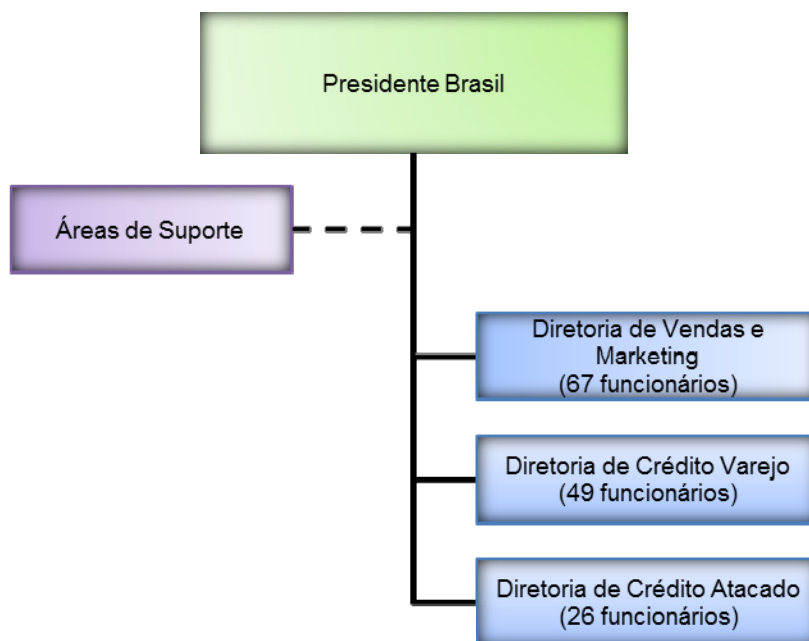 Presidente Brasil
Áreas de Suporte
Diretoria de Vendas e
Marketing
(67 funcionários)
Diretoria de Crédito Varejo
(49 funcionários)
Diretoria de Crédito Atacado
(26 funcionários)